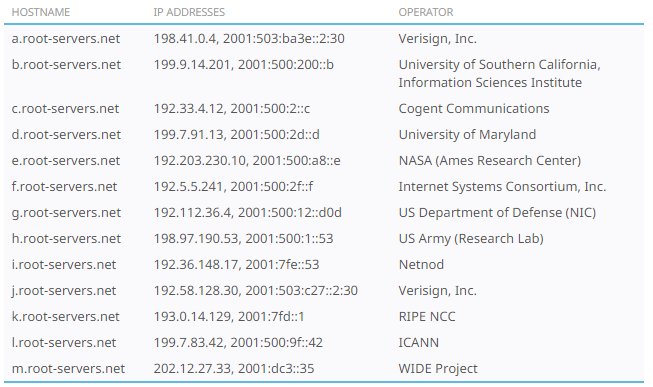 HOSTNAME IP ADDRESSES OPERATOR
a.root-servers.net 198.41.0.4, 2001:503:ba3e::2:30 Verisign, Inc.
b.root-servers.net 199.9.14.201, 2001:500:200::b University of Southern California,
Information Sciences Institute
c.root-servers.net 192.33.4.12, 2001:500:2::c Cogent Communications
d.root-servers.net 199.7.91.13, 2001:500:2d::d University of Maryland
e.root-servers.net 192.203.230.10, 2001:500:a8::e NASA (Ames Research Center)
f.root-servers.net 192.5.5.241, 2001:500:2f::f Internet Systems Consortium, Inc.
g.root-servers.net 192.112.36.4, 2001:500:12::d0d US Department of Defense (NIC)
h.root-servers.net 198.97.190.53, 2001:500:1::53 US Army (Research Lab)
i.root-servers.net 192.36.148.17, 2001:7fe::53 Netnod
j.root-servers.net 192.58.128.30, 2001:503:c27::2:30 Verisign, Inc.
k.root-servers.net 193.0.14.129, 2001:7fd::1 RIPE NCC
l.root-servers.net 199.7.83.42, 2001:500:9f::42 ICANN
m.root-servers.net 202.12.27.33, 2001:dc3::35 WIDE Project